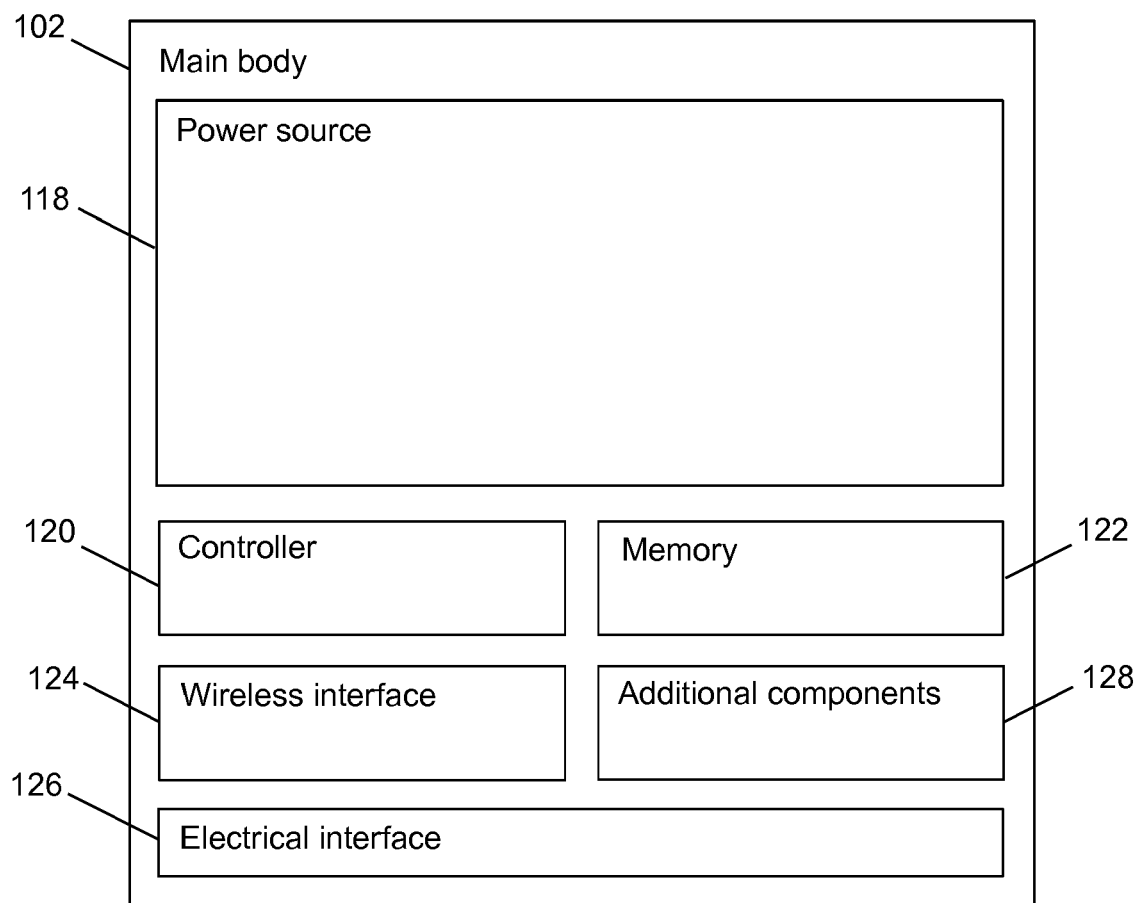 102
Main body
Power source
118
120
Controller
Memory
122
124
Wireless interface
Additional components
128
126
Electrical interface